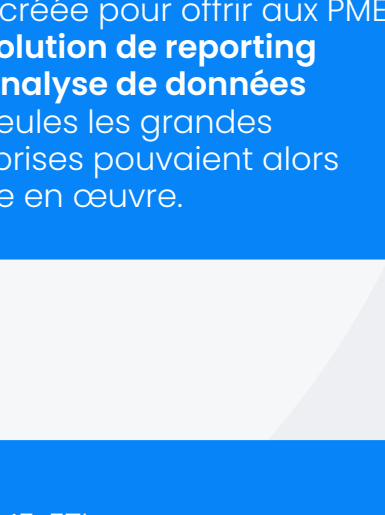 créée pour offrir aux PME
olution de reporting
nalyse de données
eules les grandes
prises pouvaient alors
e en œuvre.